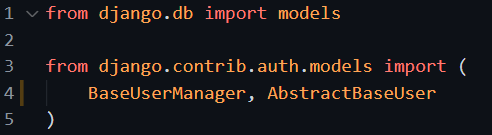 1 from django.db import models
2
3 from django.contrib.auth.models import (
4     BaseUserManager, AbstractBaseUser
5 )